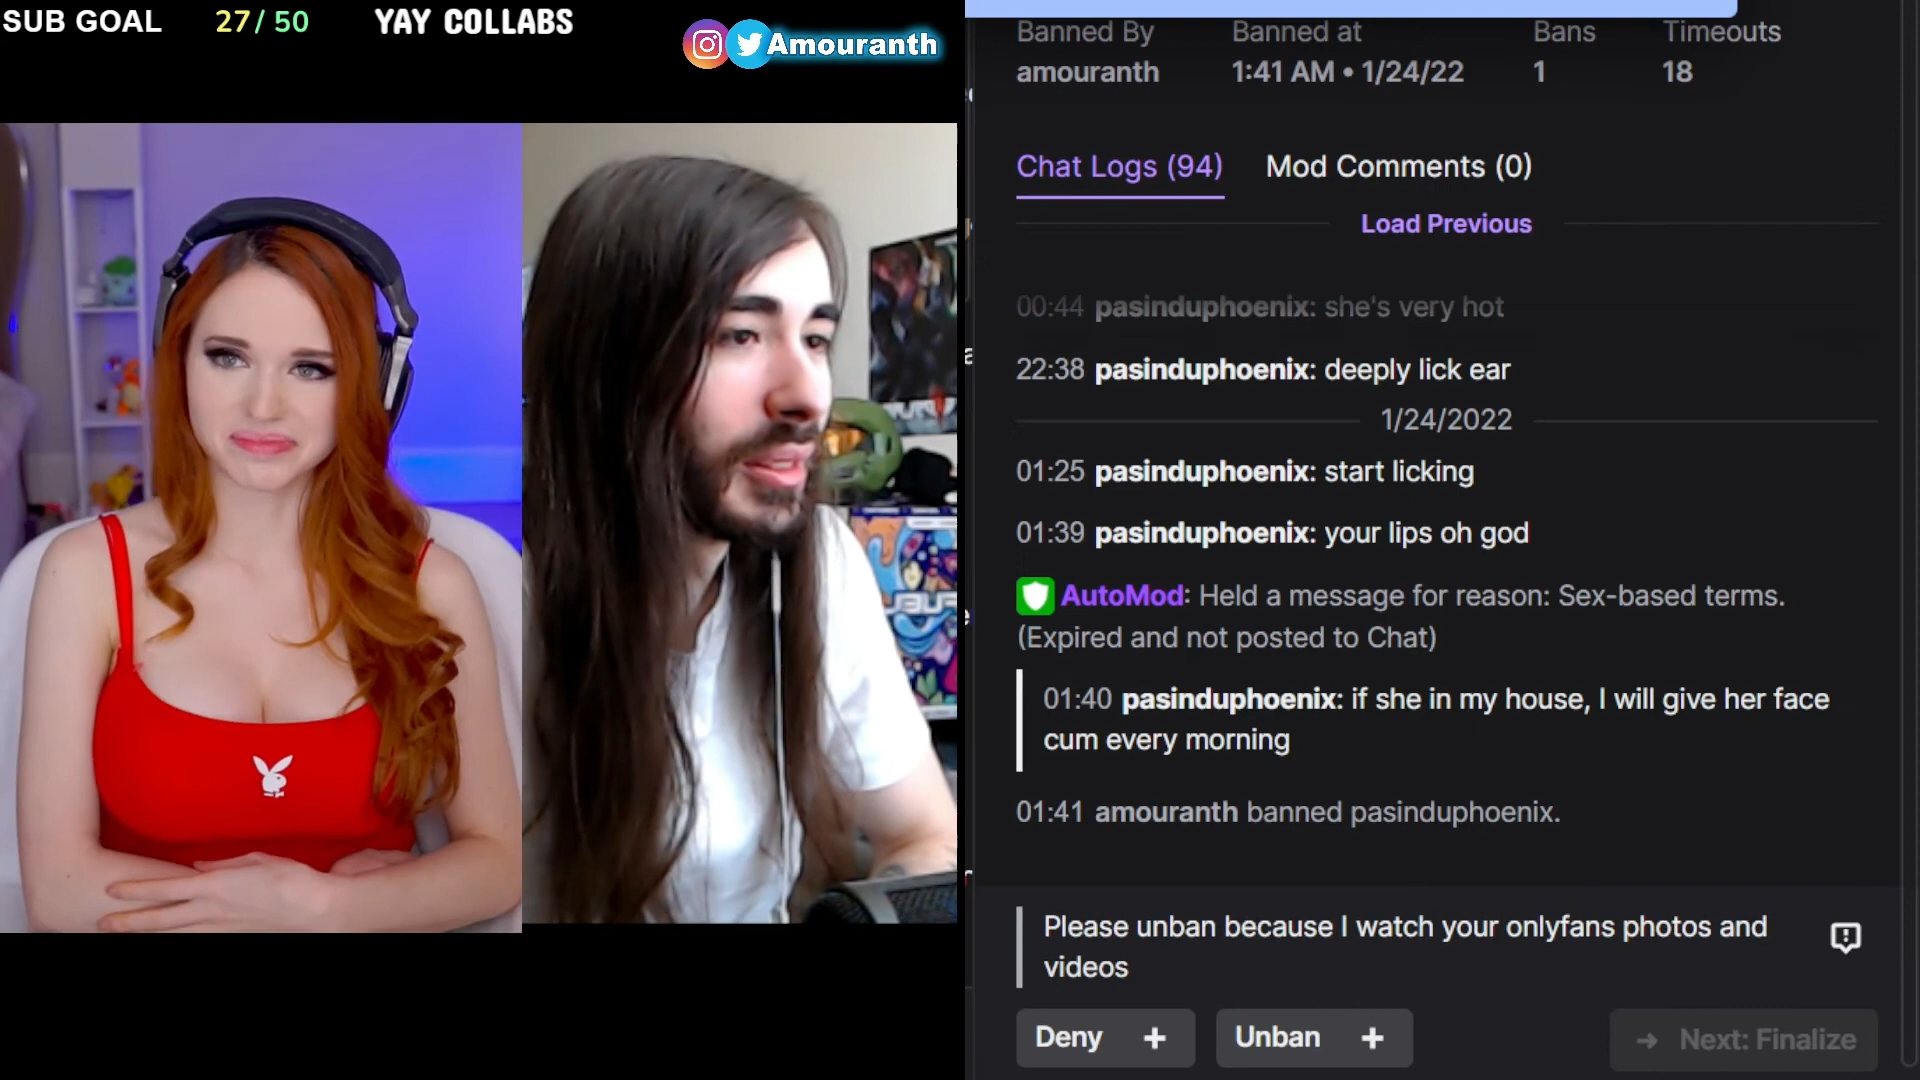 SUB GOAL 27/ 50 YAY COLLABS
Amouranth
Banned By Banned at Bans Timeouts
amouranth 1:41 AM • 1/24/22 1 18
Chat Logs (94) Mod Comments (0)
Load Previous
00:44 pasinduphoenix: she's very hot
22:38 pasinduphoenix: deeply lick ear
1/24/2022
01:25 pasinduphoenix: start licking
01:39 pasinduphoenix: your lips oh god
AutoMod: Held a message for reason: Sex-based terms.
(Expired and not posted to Chat)
01:40 pasinduphoenix: if she in my house, I will give her face
cum every morning
01:41 amouranth banned pasinduphoenix.
Please unban because I watch your onlyfans photos and
videos
Deny + Unban + → Next: Finalize